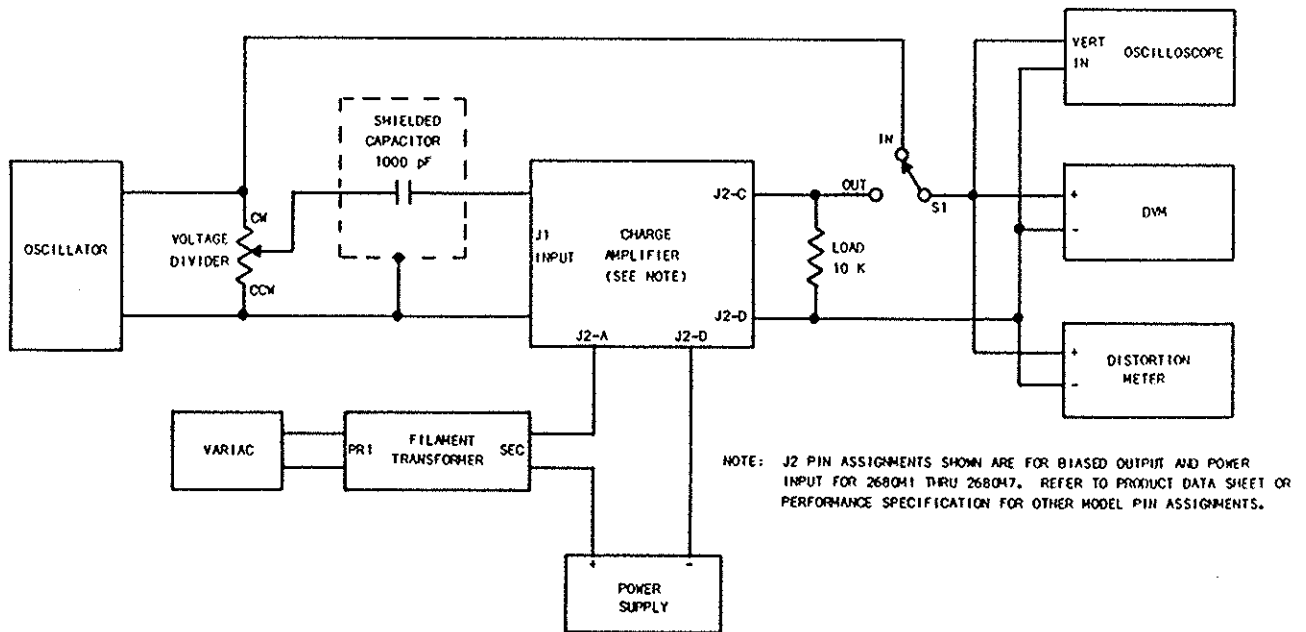 VERT
IN
OSCILLOSCOPE
SHIELDED
CAPACITOR
1000 pF
IN
OUT
S1
OSCILLATOR
CW
VOLTAGE
DIVIDER
CCW
J1
INPUT
CHARGE
AMPLIFIER
(SEE NOTE)
J2-C
J2-D
LOAD
10 K
+
-
DVM
J2-A
J2-D
+
-
DISTORTION
METER
VARIAC
PRI
FILAMENT
TRANSFORMER
SEC
NOTE: J2 PIN ASSIGNMENTS SHOWN ARE FOR BIASED OUTPUT AND POWER
INPUT FOR 2680M1 THRU 2680M7. REFER TO PRODUCT DATA SHEET OR
PERFORMANCE SPECIFICATION FOR OTHER MODEL PIN ASSIGNMENTS.
+
-
POWER
SUPPLY